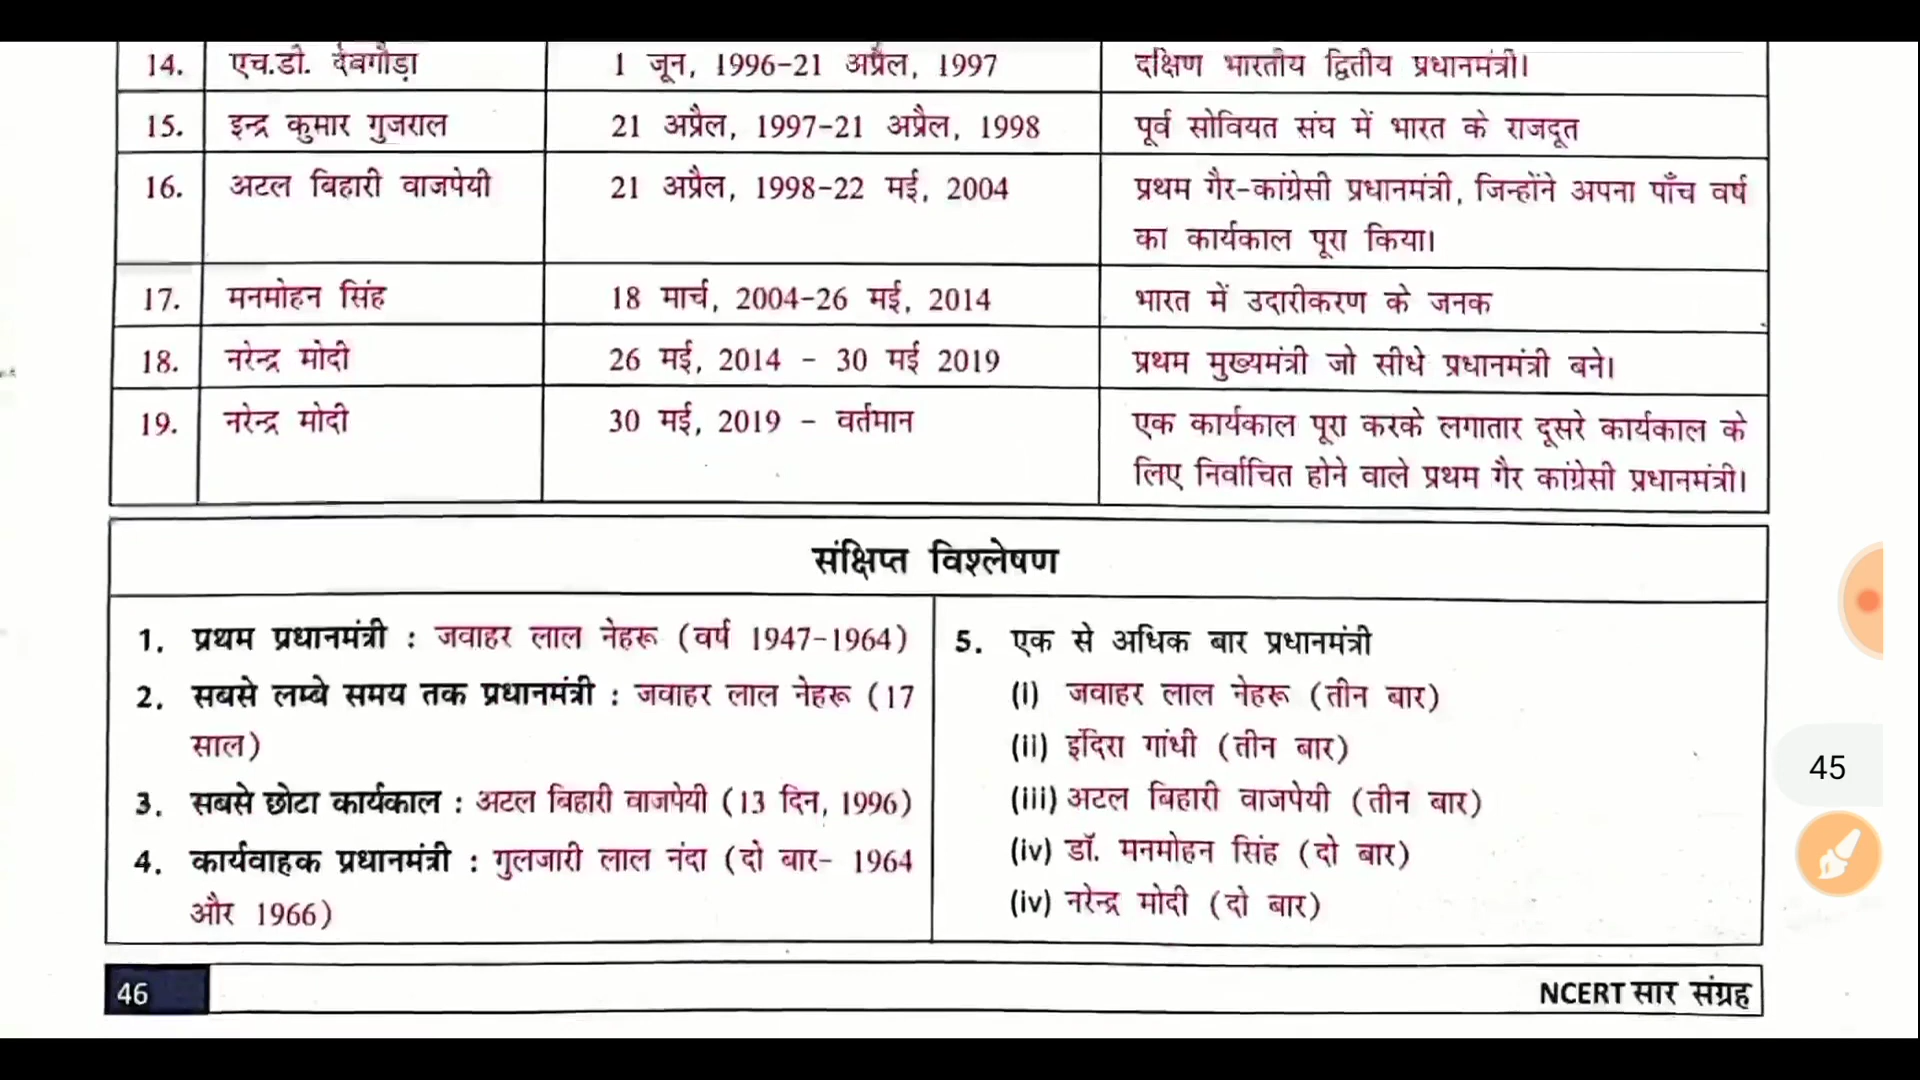 14. एच.डी. देवगौड़ा 1 जून, 1996-21 अप्रैल, 1997 दक्षिण भारतीय द्वितीय प्रधानमंत्री।
15. इन्द्र कुमार गुजराल 21 अप्रैल, 1997-21 अप्रैल, 1998 पूर्व सोवियत संघ में भारत के राजदूत
16. अटल बिहारी वाजपेयी 21 अप्रैल, 1998-22 मई, 2004 प्रथम गैर-कांग्रेसी प्रधानमंत्री, जिन्होंने अपना पाँच वर्ष
का कार्यकाल पूरा किया।
17. मनमोहन सिंह 18 मार्च, 2004-26 मई, 2014 भारत में उदारीकरण के जनक
18. नरेन्द्र मोदी 26 मई, 2014 - 30 मई 2019 प्रथम मुख्यमंत्री जो सीधे प्रधानमंत्री बने।
19. नरेन्द्र मोदी 30 मई, 2019 - वर्तमान एक कार्यकाल पूरा करके लगातार दूसरे कार्यकाल के
लिए निर्वाचित होने वाले प्रथम गैर कांग्रेसी प्रधानमंत्री।
संक्षिप्त विश्लेषण
1. प्रथम प्रधानमंत्री : जवाहर लाल नेहरू (वर्ष 1947-1964)
2. सबसे लम्बे समय तक प्रधानमंत्री : जवाहर लाल नेहरू (17
साल)
3. सबसे छोटा कार्यकाल : अटल बिहारी वाजपेयी (13 दिन, 1996)
4. कार्यवाहक प्रधानमंत्री : गुलजारी लाल नंदा (दो बार- 1964
और 1966)
5. एक से अधिक बार प्रधानमंत्री
(i) जवाहर लाल नेहरू (तीन बार)
(ii) इंदिरा गांधी (तीन बार)
(iii) अटल बिहारी वाजपेयी (तीन बार)
(iv) डॉ. मनमोहन सिंह (दो बार)
(iv) नरेन्द्र मोदी (दो बार)
45
46
NCERT सार संग्रह